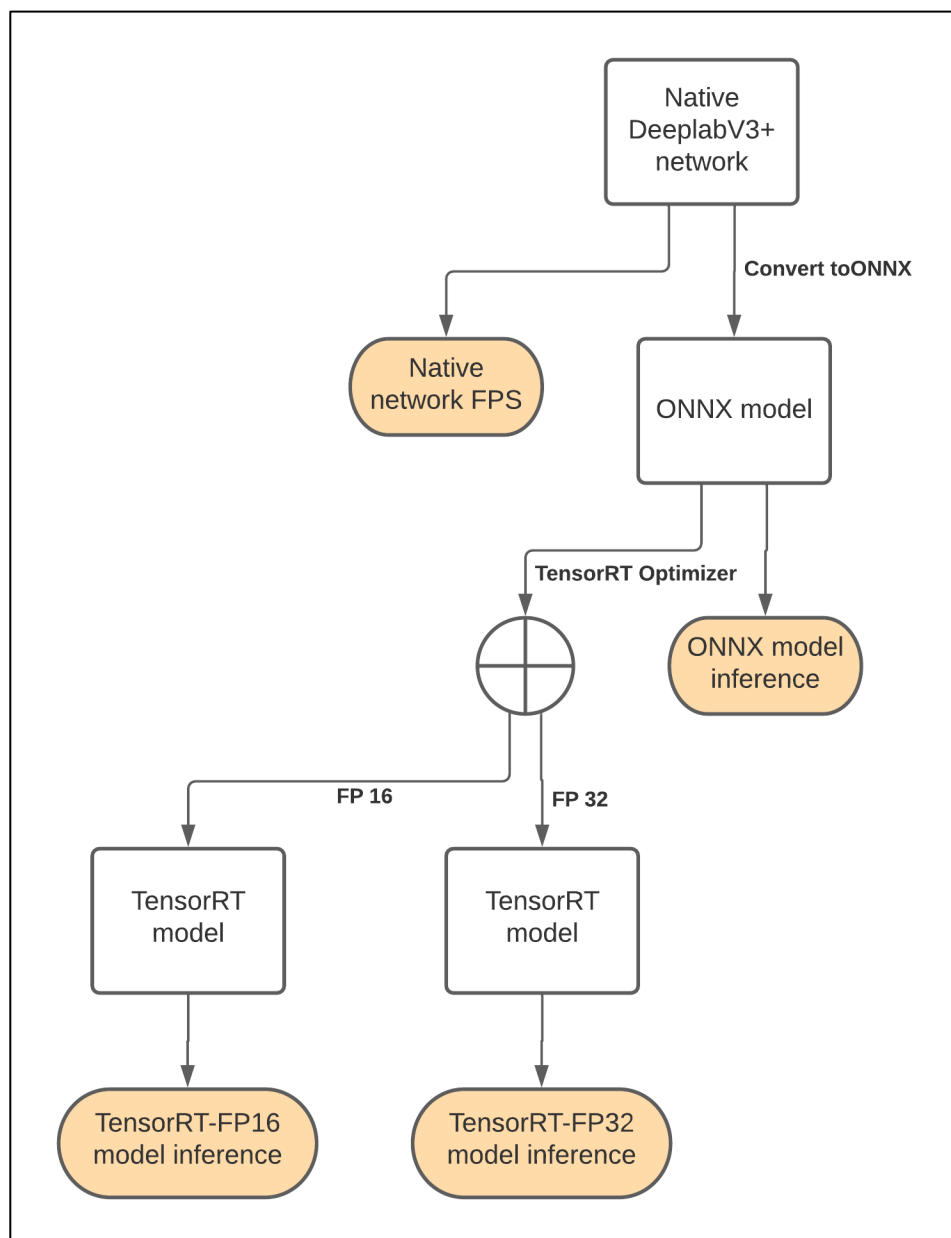 Native
DeeplabV3+
network
Convert toONNX
Native
network FPS
ONNX model
TensorRT Optimizer
ONNX model
inference
FP 16
FP 32
TensorRT
model
TensorRT
model
TensorRT-FP16
model inference
TensorRT-FP32
model inference